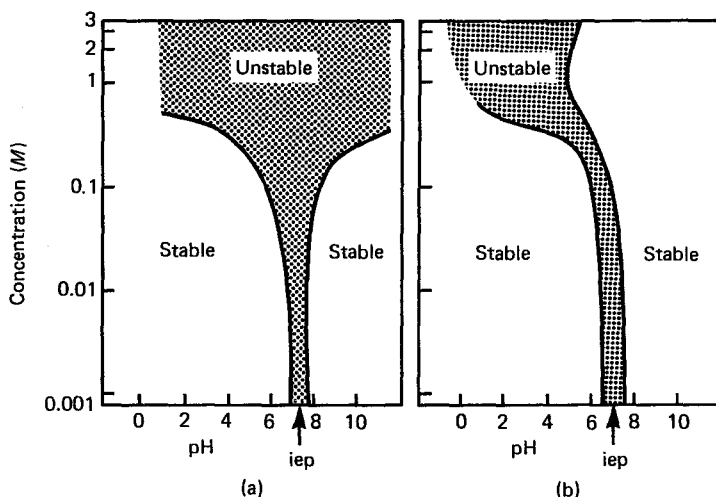 Concentration (M)
3
2
1
0.1
0.01
0.001
Unstable
Stable
Stable
0 2 4 6 8 10
pH
iep
(a)
Unstable
Stable
Stable
0 2 4 6 8 10
pH
iep
(b)